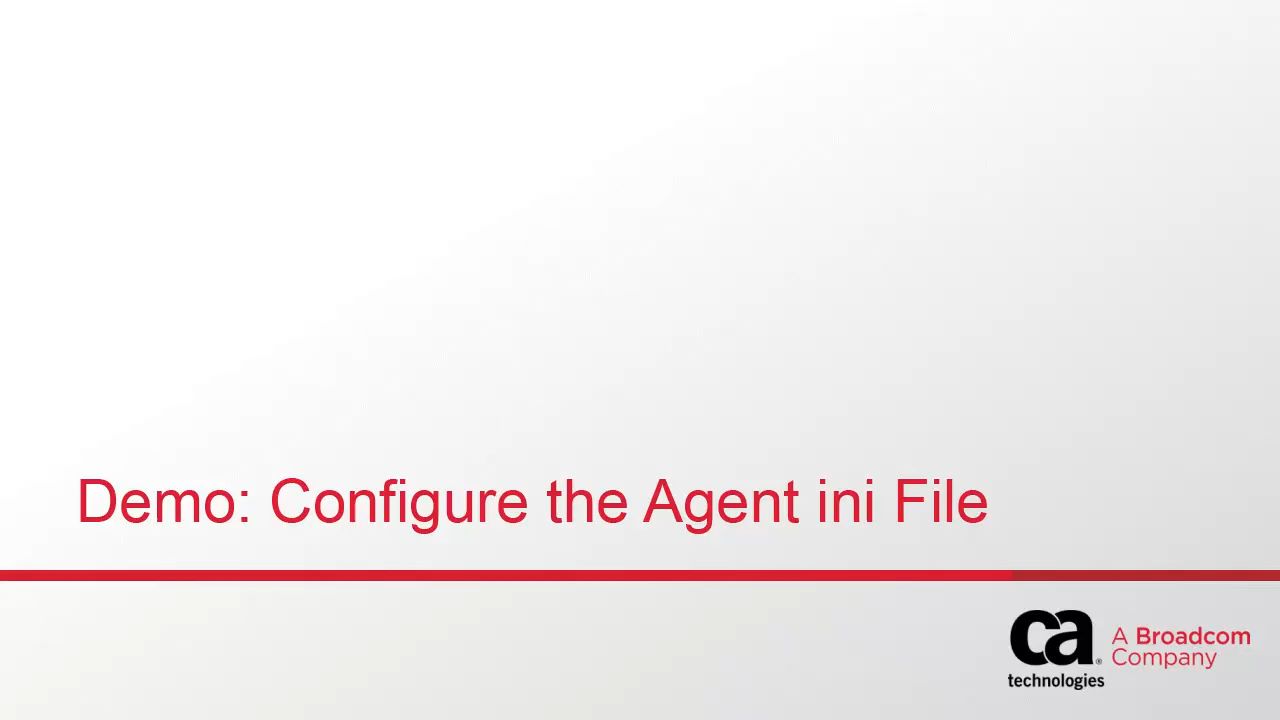 Demo: Configure the Agent ini File
ca
technologies
A Broadcom
Company